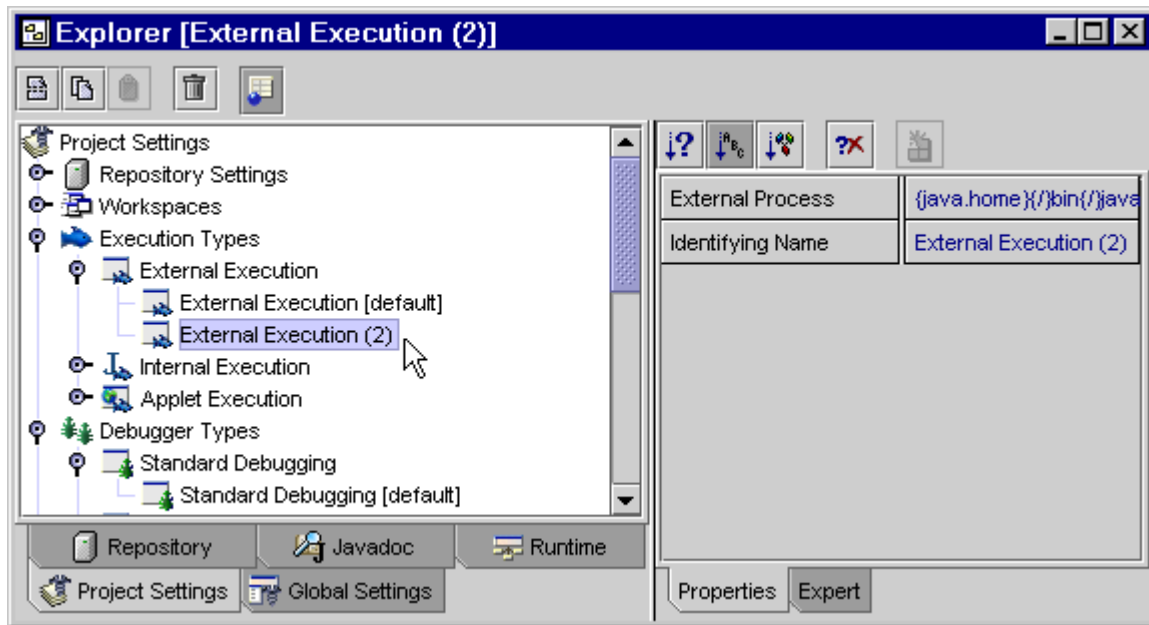 Explorer [External Execution (2)]
Project Settings
Repository Settings
Workspaces
Execution Types
External Execution
External Execution [default]
External Execution (2)
Internal Execution
Applet Execution
Debugger Types
Standard Debugging
Standard Debugging [default]
Repository Javadoc Runtime
Project Settings Global Settings
External Process {java.home}{/}bin{/}java
Identifying Name External Execution (2)
Properties Expert